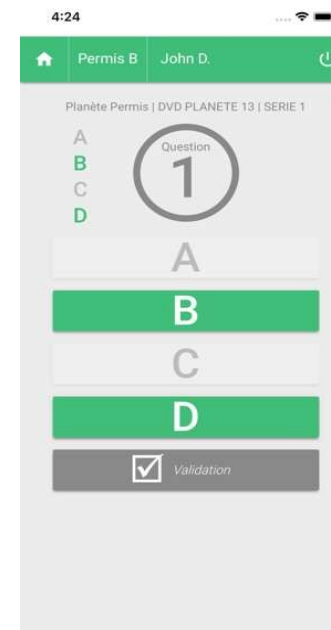 4:24
Permis B John D.
Planète Permis | DVD PLANETE 13 | SERIE 1
A
B
C
D
Question
1
A
B
C
D
Validation